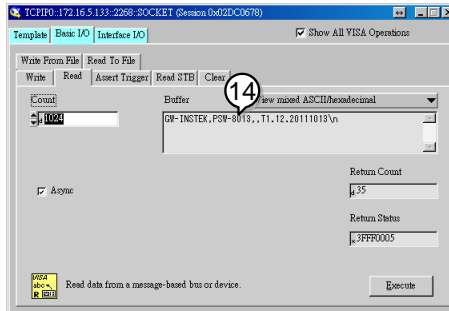 TCPIP0::172.16.5.133::2268::SOCKET (Session 0x02DC0678)
Template Basic I/O Interface I/O Show All VISA Operations
Write From File Read To File
Write Read Assert Trigger Read STB Clear
14
Count Buffer iew mixed ASCII/hexadecimal
1024
GW-INSTEK,PSW-8013,,T1.12.20111013\n
Return Count
Async
d 35
Return Status
x 3FFF0005
VISA
abc
R
Read data from a message-based bus or device. Execute